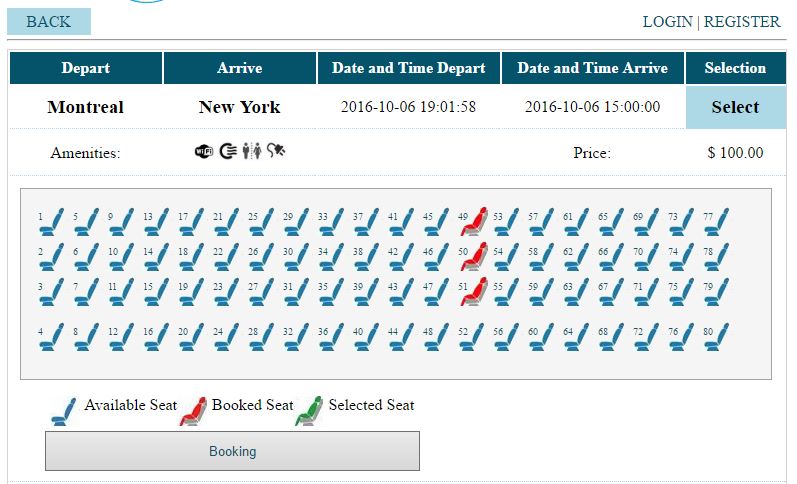 BACK
LOGIN | REGISTER
Depart Arrive Date and Time Depart Date and Time Arrive Selection
Montreal New York 2016-10-06 19:01:58 2016-10-06 15:00:00 Select
Amenities: WiFi Price: $ 100.00
1 5 9 13 17 21 25 29 33 37 41 45 49 53 57 61 65 69 73 77
2 6 10 14 18 22 26 30 34 38 42 46 50 54 58 62 66 70 74 78
3 7 11 15 19 23 27 31 35 39 43 47 51 55 59 63 67 71 75 79
4 8 12 16 20 24 28 32 36 40 44 48 52 56 60 64 68 72 76 80
Available Seat Booked Seat Selected Seat
Booking